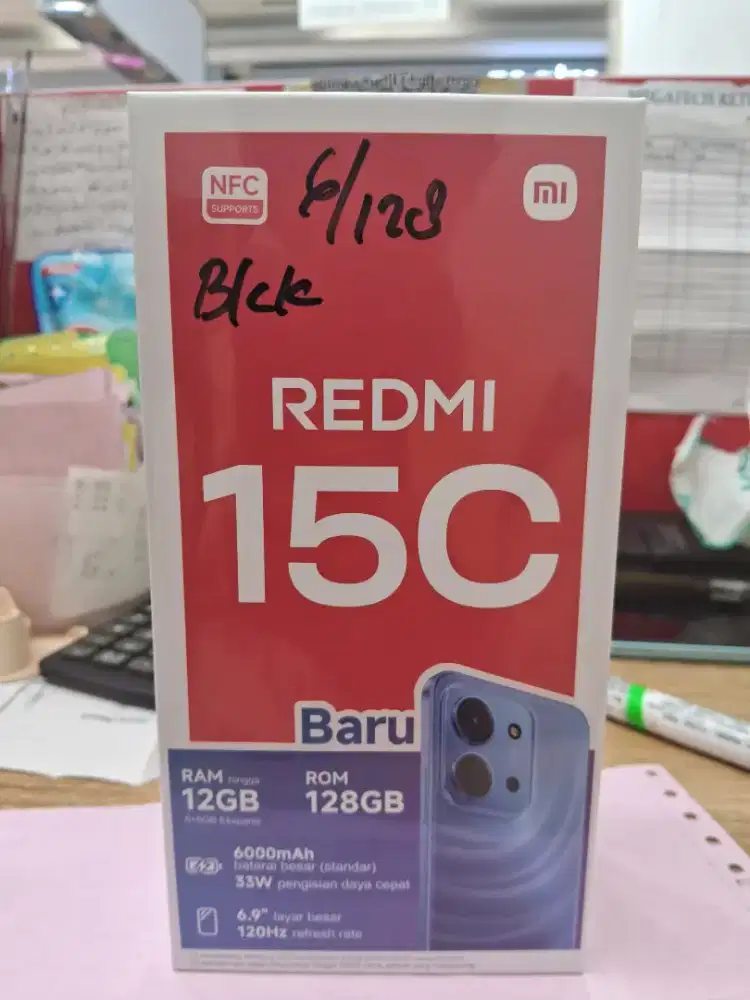 NFC
SUPPORTS
6/128
mi
Blck
REDMI
15C
Baru
RAM hingga
12GB
ROM
128GB
6000mAh
baterai besar (standar)
33W pengisian daya cepat
6.9" layar besar
120Hz refresh rate